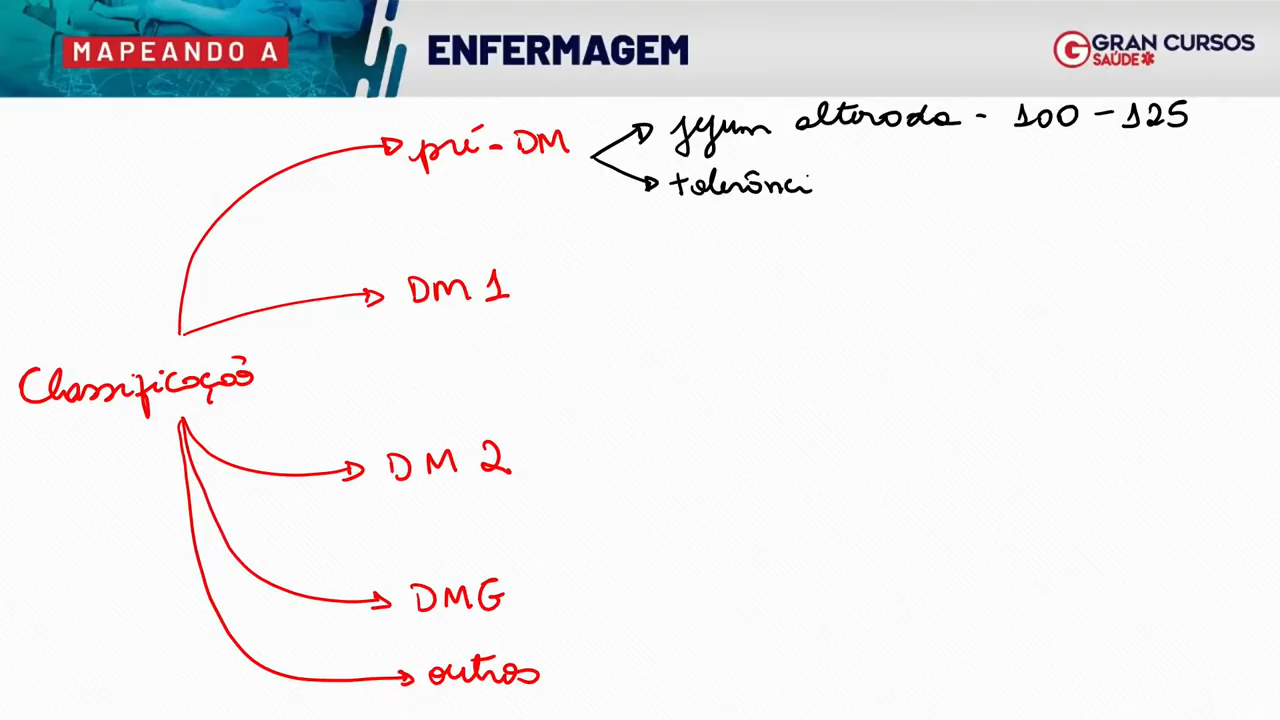 MAPEANDO A ENFERMAGEM
GRAN CURSOS
SAÚDE
pré-DM
jejum alterada - 100 - 125
tolerânci
DM 1
Classificação
DM 2
DMG
outros